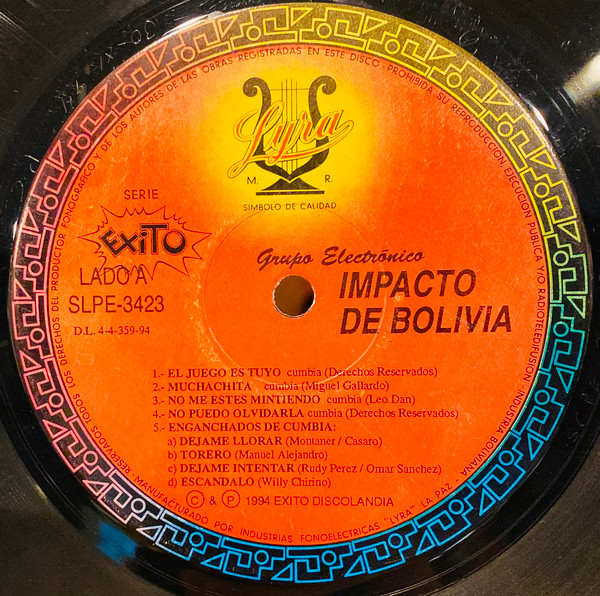 RESERVADOS TODOS LOS DERECHOS DEL PRODUCTOR FONOGRAFICO Y DE LOS AUTORES DE LAS OBRAS REGISTRADAS EN ESTE DISCO - PROHIBIDA SU REPRODUCCION EJECUCION PUBLICA Y/O RADIOTELEDIFUSION - INDUSTRIA BOLIVIANA
Lyra
M. R.
SIMBOLO DE CALIDAD
SERIE
EXITO
LADO A
SLPE-3423
D.L. 4-4-359-94
Grupo Electrónico
IMPACTO
DE BOLIVIA
1.- EL JUEGO ES TUYO cumbia (Derechos Reservados)
2.- MUCHACHITA cumbia (Miguel Gallardo)
3.- NO ME ESTES MINTIENDO cumbia (Leo Dan)
4.- NO PUEDO OLVIDARLA cumbia (Derechos Reservados)
5.- ENGANCHADOS DE CUMBIA:
a) DEJAME LLORAR (Montaner / Casaro)
b) TORERO (Manuel Alejandro)
c) DEJAME INTENTAR (Rudy Perez / Omar Sanchez)
d) ESCANDALO (Willy Chirino)
© & ℗ 1994 EXITO DISCOLANDIA
MANUFACTURADO POR INDUSTRIAS FONOELECTRICAS "LYRA" LA PAZ -